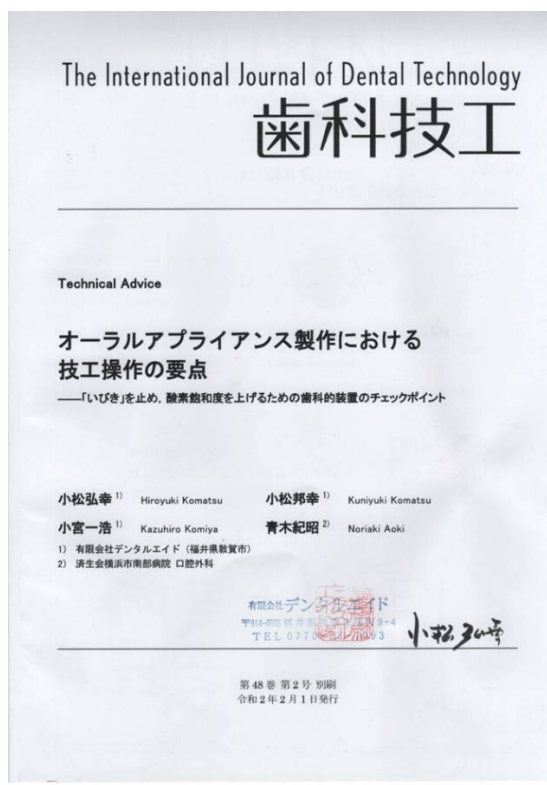 The International Journal of Dental Technology
歯科技工
Technical Advice
オーラルアプライアンス製作における
技工操作の要点
――「いびき」を止め，酸素飽和度を上げるための歯科的装置のチェックポイント
小松弘幸 1) Hiroyuki Komatsu 小松邦幸 1) Kuniyuki Komatsu
小宮一浩 1) Kazuhiro Komiya 青木紀昭 2) Noriaki Aoki
1) 有限会社デンタルエイド（福井県敦賀市）
2) 済生会横浜市南部病院 口腔外科
有限会社デンタルエイド
TEL 0770
第48巻 第2号 別刷
令和2年2月1日発行